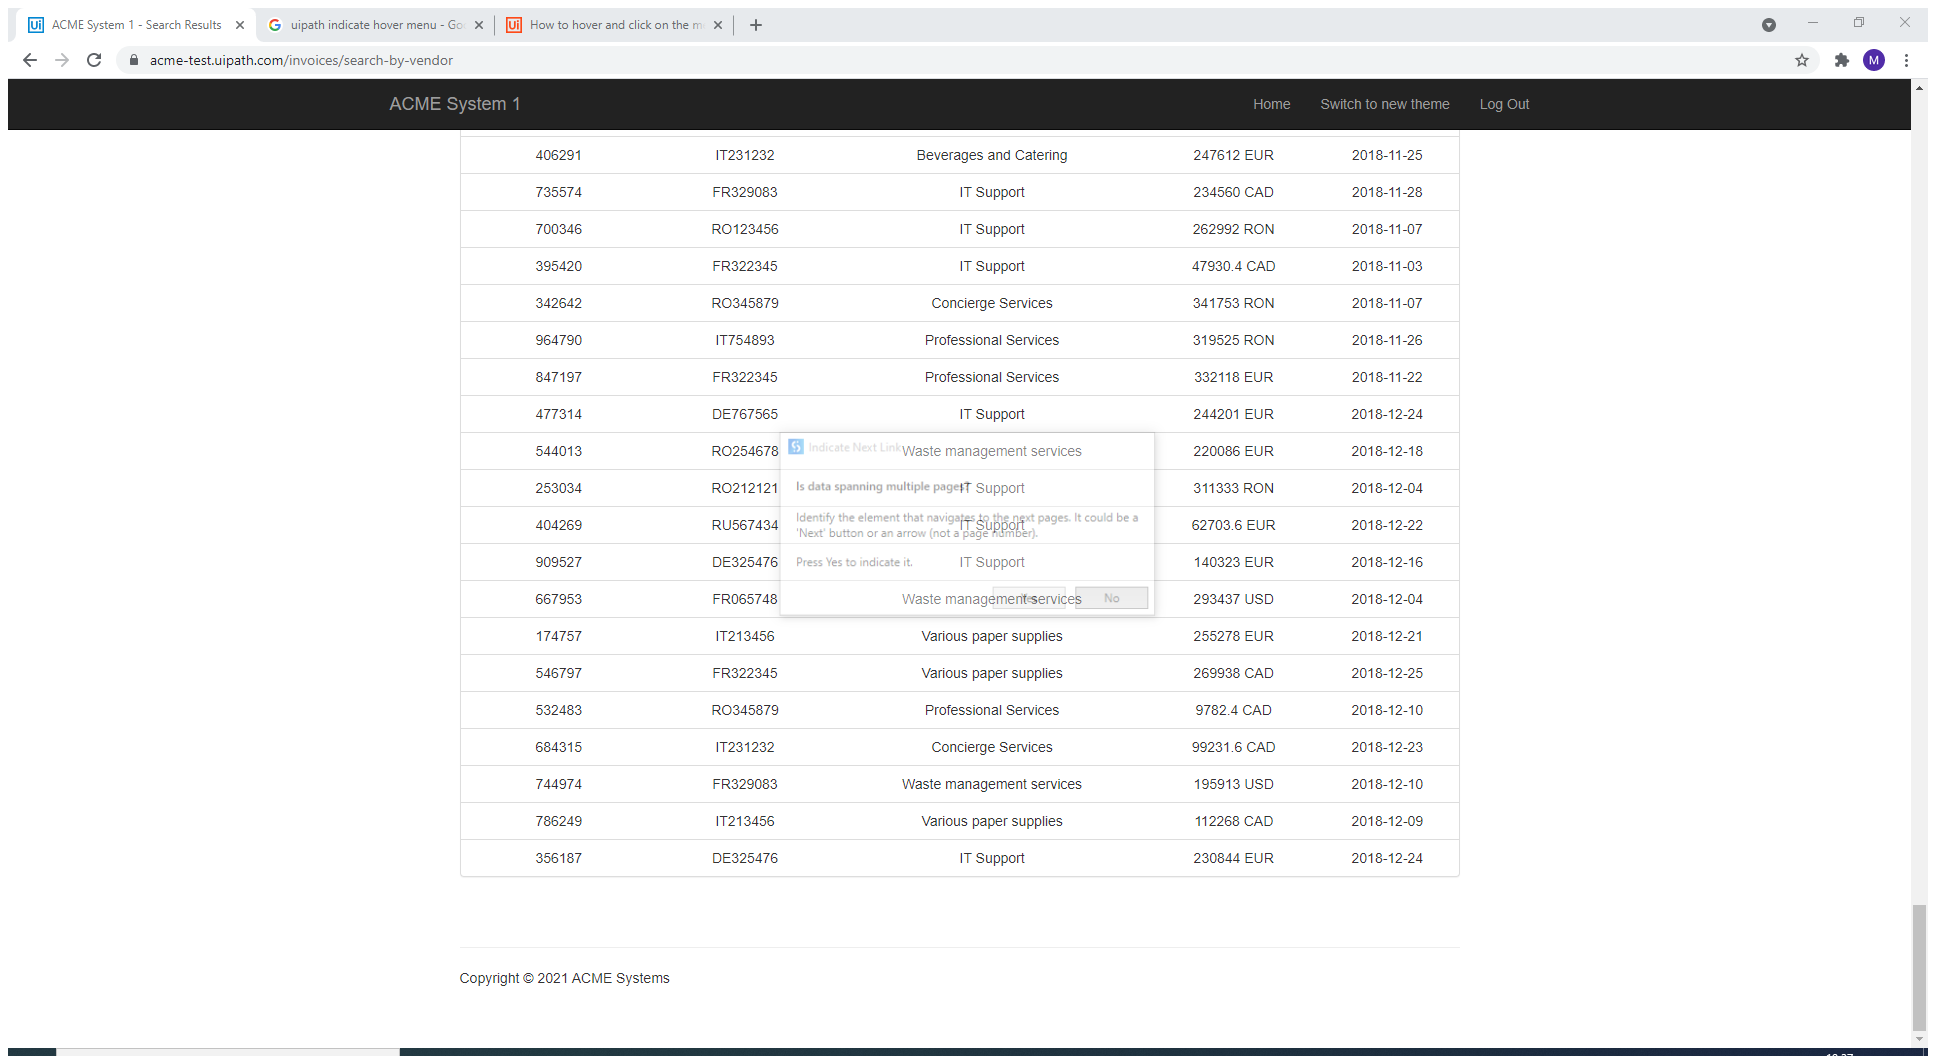 ACME System 1 - Search Results
uipath indicate hover menu - Go
How to hover and click on the m
acme-test.uipath.com/invoices/search-by-vendor
M
ACME System 1 Home Switch to new theme Log Out
406291 IT231232 Beverages and Catering 247612 EUR 2018-11-25
735574 FR329083 IT Support 234560 CAD 2018-11-28
700346 RO123456 IT Support 262992 RON 2018-11-07
395420 FR322345 IT Support 47930.4 CAD 2018-11-03
342642 RO345879 Concierge Services 341753 RON 2018-11-07
964790 IT754893 Professional Services 319525 RON 2018-11-26
847197 FR322345 Professional Services 332118 EUR 2018-11-22
477314 DE767565 IT Support 244201 EUR 2018-12-24
544013 RO254678 Waste management services 220086 EUR 2018-12-18
253034 RO212121 IT Support 311333 RON 2018-12-04
404269 RU567434 IT Support 62703.6 EUR 2018-12-22
909527 DE325476 IT Support 140323 EUR 2018-12-16
667953 FR065748 Waste management services 293437 USD 2018-12-04
Indicate Next Link
Is data spanning multiple pages?
Identify the element that navigates to the next pages. It could be a
'Next' button or an arrow (not a page number).
Press Yes to indicate it.
Yes No
174757 IT213456 Various paper supplies 255278 EUR 2018-12-21
546797 FR322345 Various paper supplies 269938 CAD 2018-12-25
532483 RO345879 Professional Services 9782.4 CAD 2018-12-10
684315 IT231232 Concierge Services 99231.6 CAD 2018-12-23
744974 FR329083 Waste management services 195913 USD 2018-12-10
786249 IT213456 Various paper supplies 112268 CAD 2018-12-09
356187 DE325476 IT Support 230844 EUR 2018-12-24
Copyright © 2021 ACME Systems